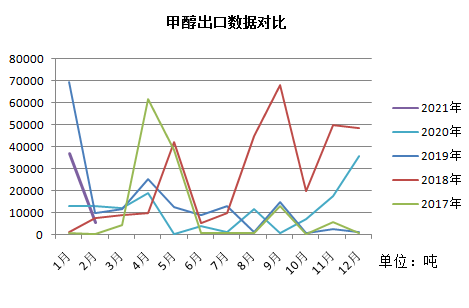 甲醇出口数据对比
80000
70000
60000
50000
40000
30000
20000
10000
0
1月 2月 3月 4月 5月 6月 7月 8月 9月 10月 11月 12月
2021年
2020年
2019年
2018年
2017年
单位：吨